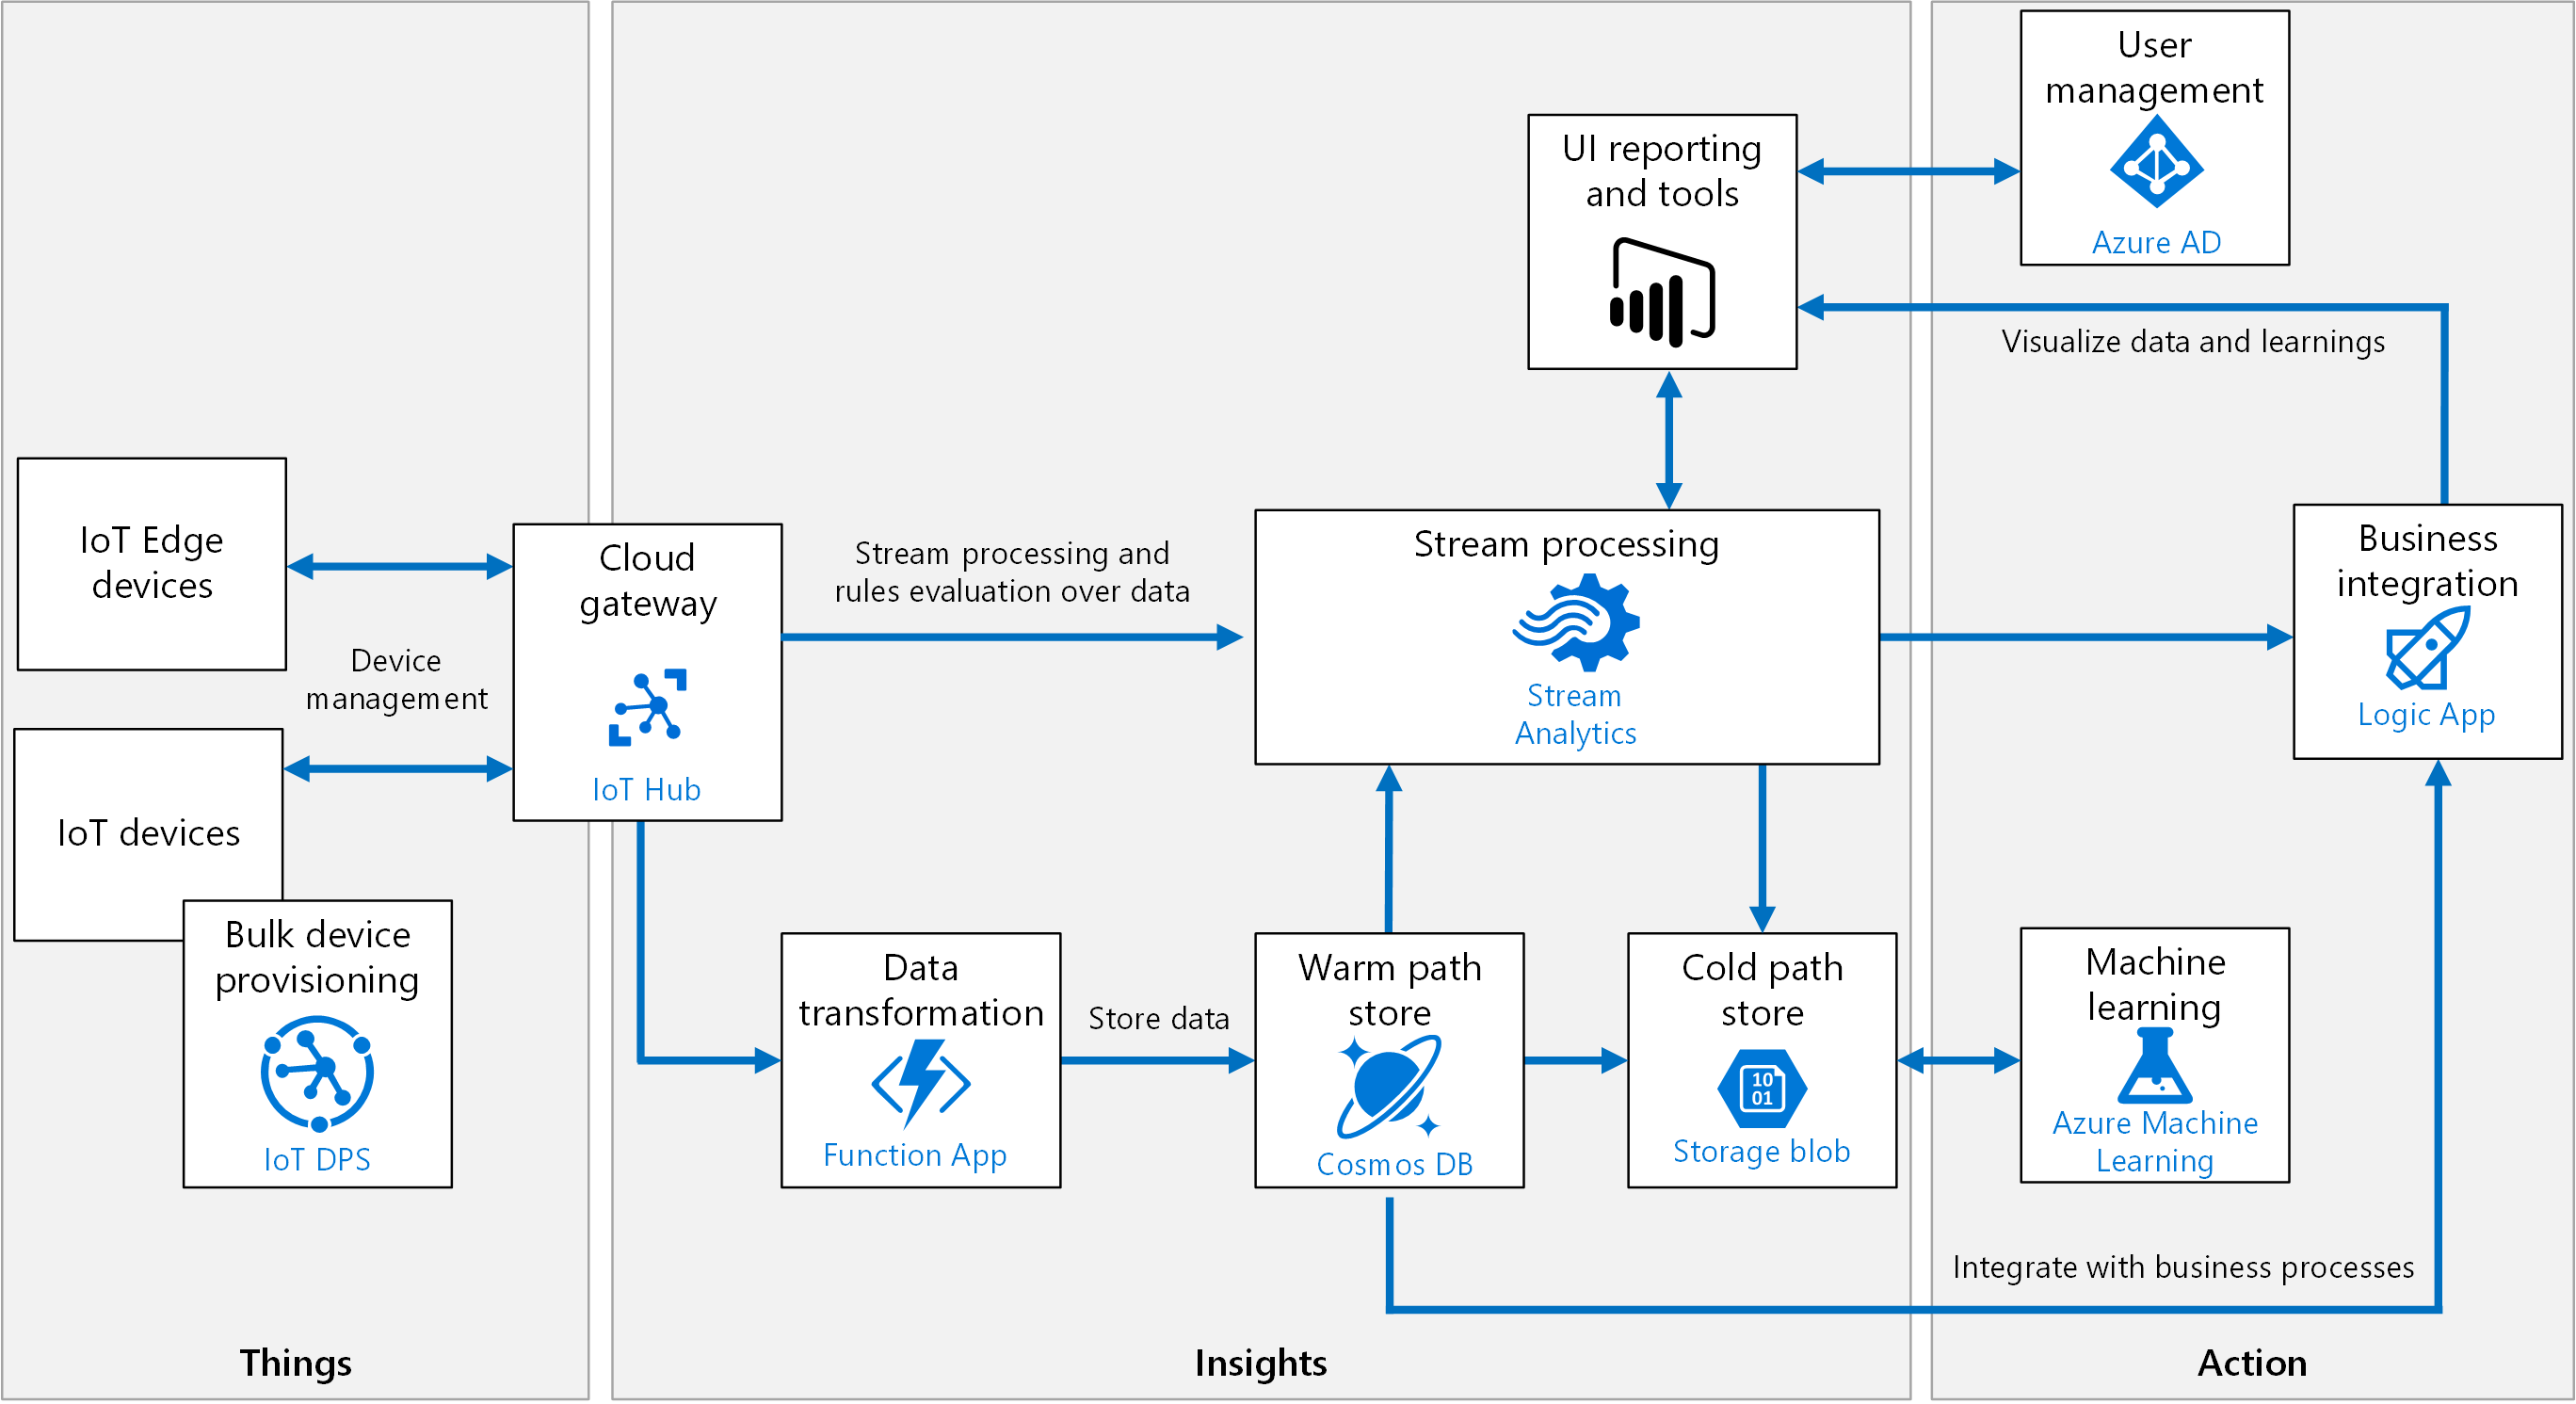 User
management
Azure AD
UI reporting
and tools
Visualize data and learnings
IoT Edge
devices
Device
management
IoT devices
Bulk device
provisioning
IoT DPS
Cloud
gateway
IoT Hub
Stream processing and
rules evaluation over data
Stream processing
Stream
Analytics
Business
integration
Logic App
Data
transformation
Function App
Store data
Warm path
store
Cosmos DB
Cold path
store
10
01
Storage blob
Machine
learning
Azure Machine
Learning
Integrate with business processes
Things
Insights
Action